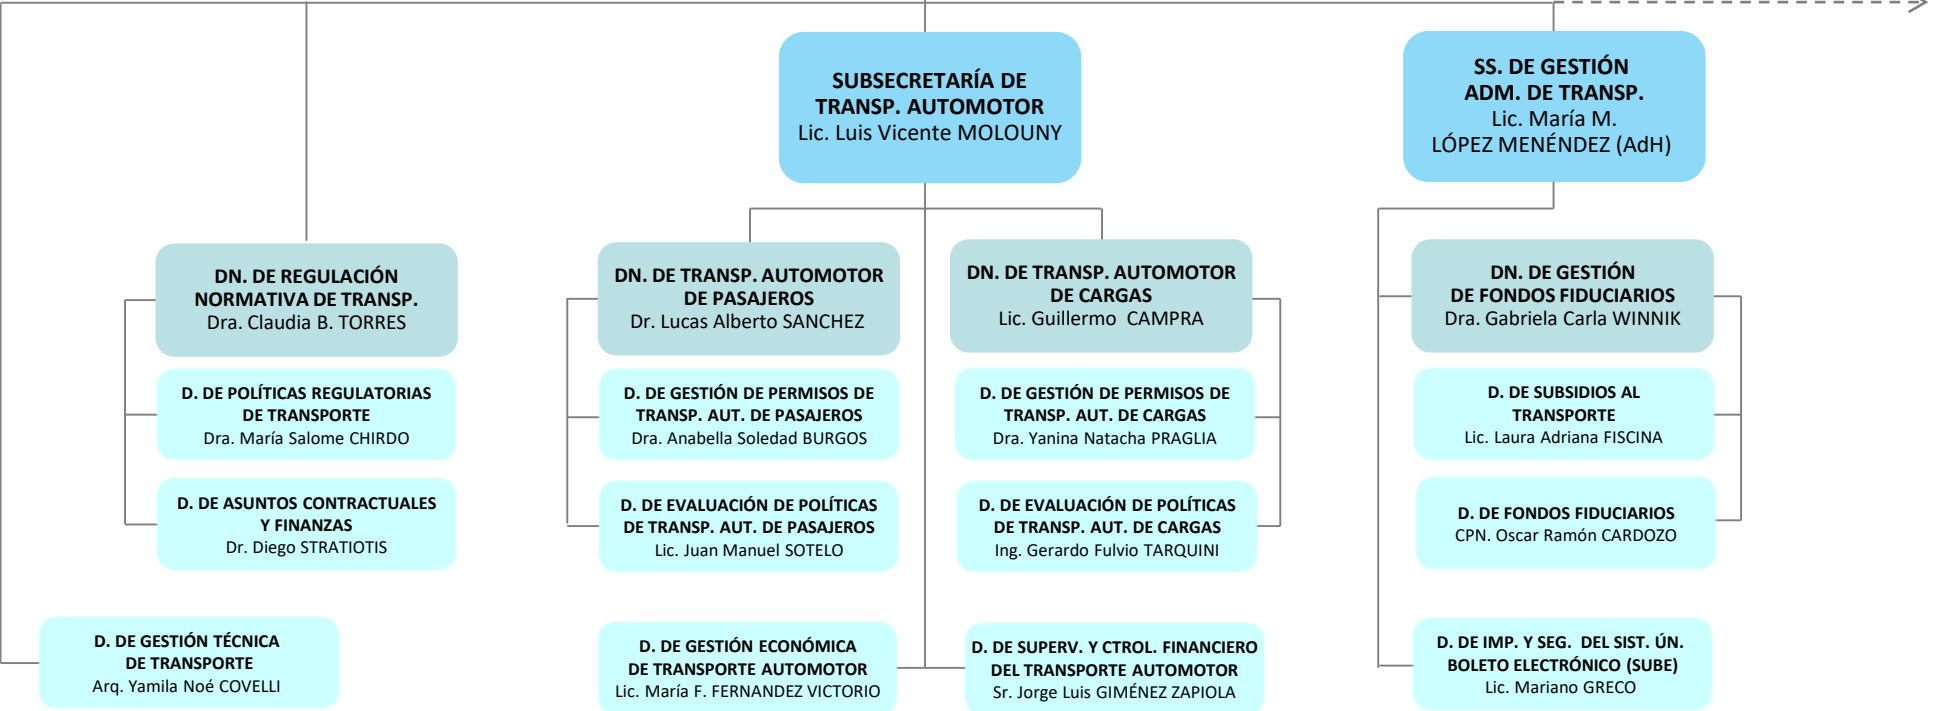 SUBSECRETARÍA DE
TRANSP. AUTOMOTOR
Lic. Luis Vicente MOLOUNY
SS. DE GESTIÓN
ADM. DE TRANSP.
Lic. María M.
LÓPEZ MENÉNDEZ (AdH)
DN. DE REGULACIÓN
NORMATIVA DE TRANSP.
Dra. Claudia B. TORRES
DN. DE TRANSP. AUTOMOTOR
DE PASAJEROS
Dr. Lucas Alberto SANCHEZ
DN. DE TRANSP. AUTOMOTOR
DE CARGAS
Lic. Guillermo CAMPRA
DN. DE GESTIÓN
DE FONDOS FIDUCIARIOS
Dra. Gabriela Carla WINNIK
D. DE POLÍTICAS REGULATORIAS
DE TRANSPORTE
Dra. María Salome CHIRDO
D. DE GESTIÓN DE PERMISOS DE
TRANSP. AUT. DE PASAJEROS
Dra. Anabella Soledad BURGOS
D. DE GESTIÓN DE PERMISOS DE
TRANSP. AUT. DE CARGAS
Dra. Yanina Natacha PRAGLIA
D. DE SUBSIDIOS AL
TRANSPORTE
Lic. Laura Adriana FISCINA
D. DE ASUNTOS CONTRACTUALES
Y FINANZAS
Dr. Diego STRATIOTIS
D. DE EVALUACIÓN DE POLÍTICAS
DE TRANSP. AUT. DE PASAJEROS
Lic. Juan Manuel SOTELO
D. DE EVALUACIÓN DE POLÍTICAS
DE TRANSP. AUT. DE CARGAS
Ing. Gerardo Fulvio TARQUINI
D. DE FONDOS FIDUCIARIOS
CPN. Oscar Ramón CARDOZO
D. DE GESTIÓN TÉCNICA
DE TRANSPORTE
Arq. Yamila Noé COVELLI
D. DE GESTIÓN ECONÓMICA
DE TRANSPORTE AUTOMOTOR
Lic. María F. FERNANDEZ VICTORIO
D. DE SUPERV. Y CTROL. FINANCIERO
DEL TRANSPORTE AUTOMOTOR
Sr. Jorge Luis GIMÉNEZ ZAPIOLA
D. DE IMP. Y SEG. DEL SIST. ÚN.
BOLETO ELECTRÓNICO (SUBE)
Lic. Mariano GRECO